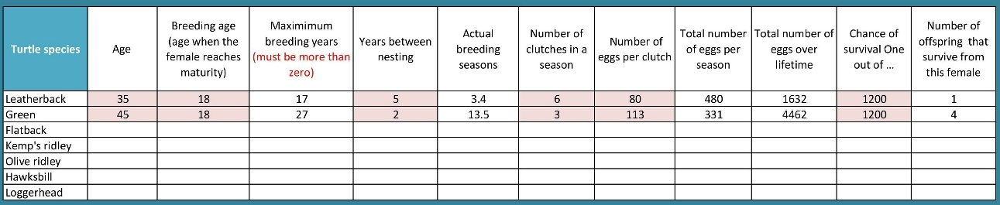 Turtle species Age Breeding age (age when the female reaches maturity) Maximimum breeding years (must be more than zero) Years between nesting Actual breeding seasons Number of clutches in a season Number of eggs per clutch Total number of eggs per season Total number of eggs over lifetime Chance of survival One out of ... Number of offspring that survive from this female
Leatherback 35 18 17 5 3.4 6 80 480 1632 1200 1
Green 45 18 27 2 13.5 3 113 331 4462 1200 4
Flatback
Kemp's ridley
Olive ridley
Hawksbill
Loggerhead